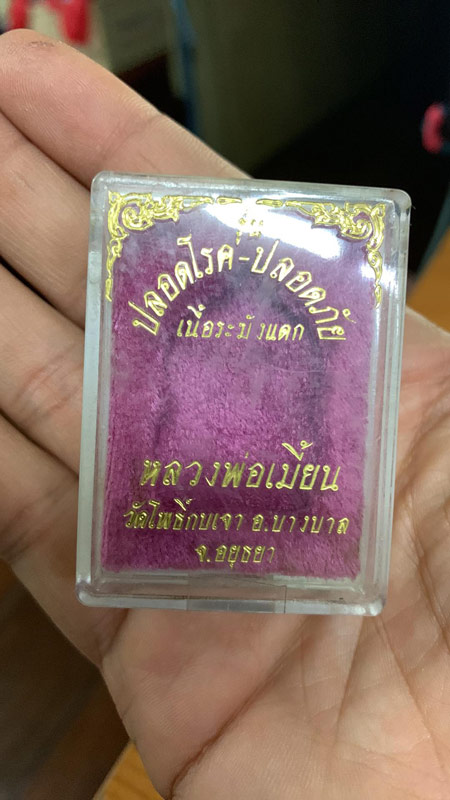 รุ่น
ปลอดโรค-ปลอดภัย
เนื้อระฆังแตก
หลวงพ่อเมี้ยน
วัดโพธิ์กบเจา อ.บางบาล
จ.อยุธยา